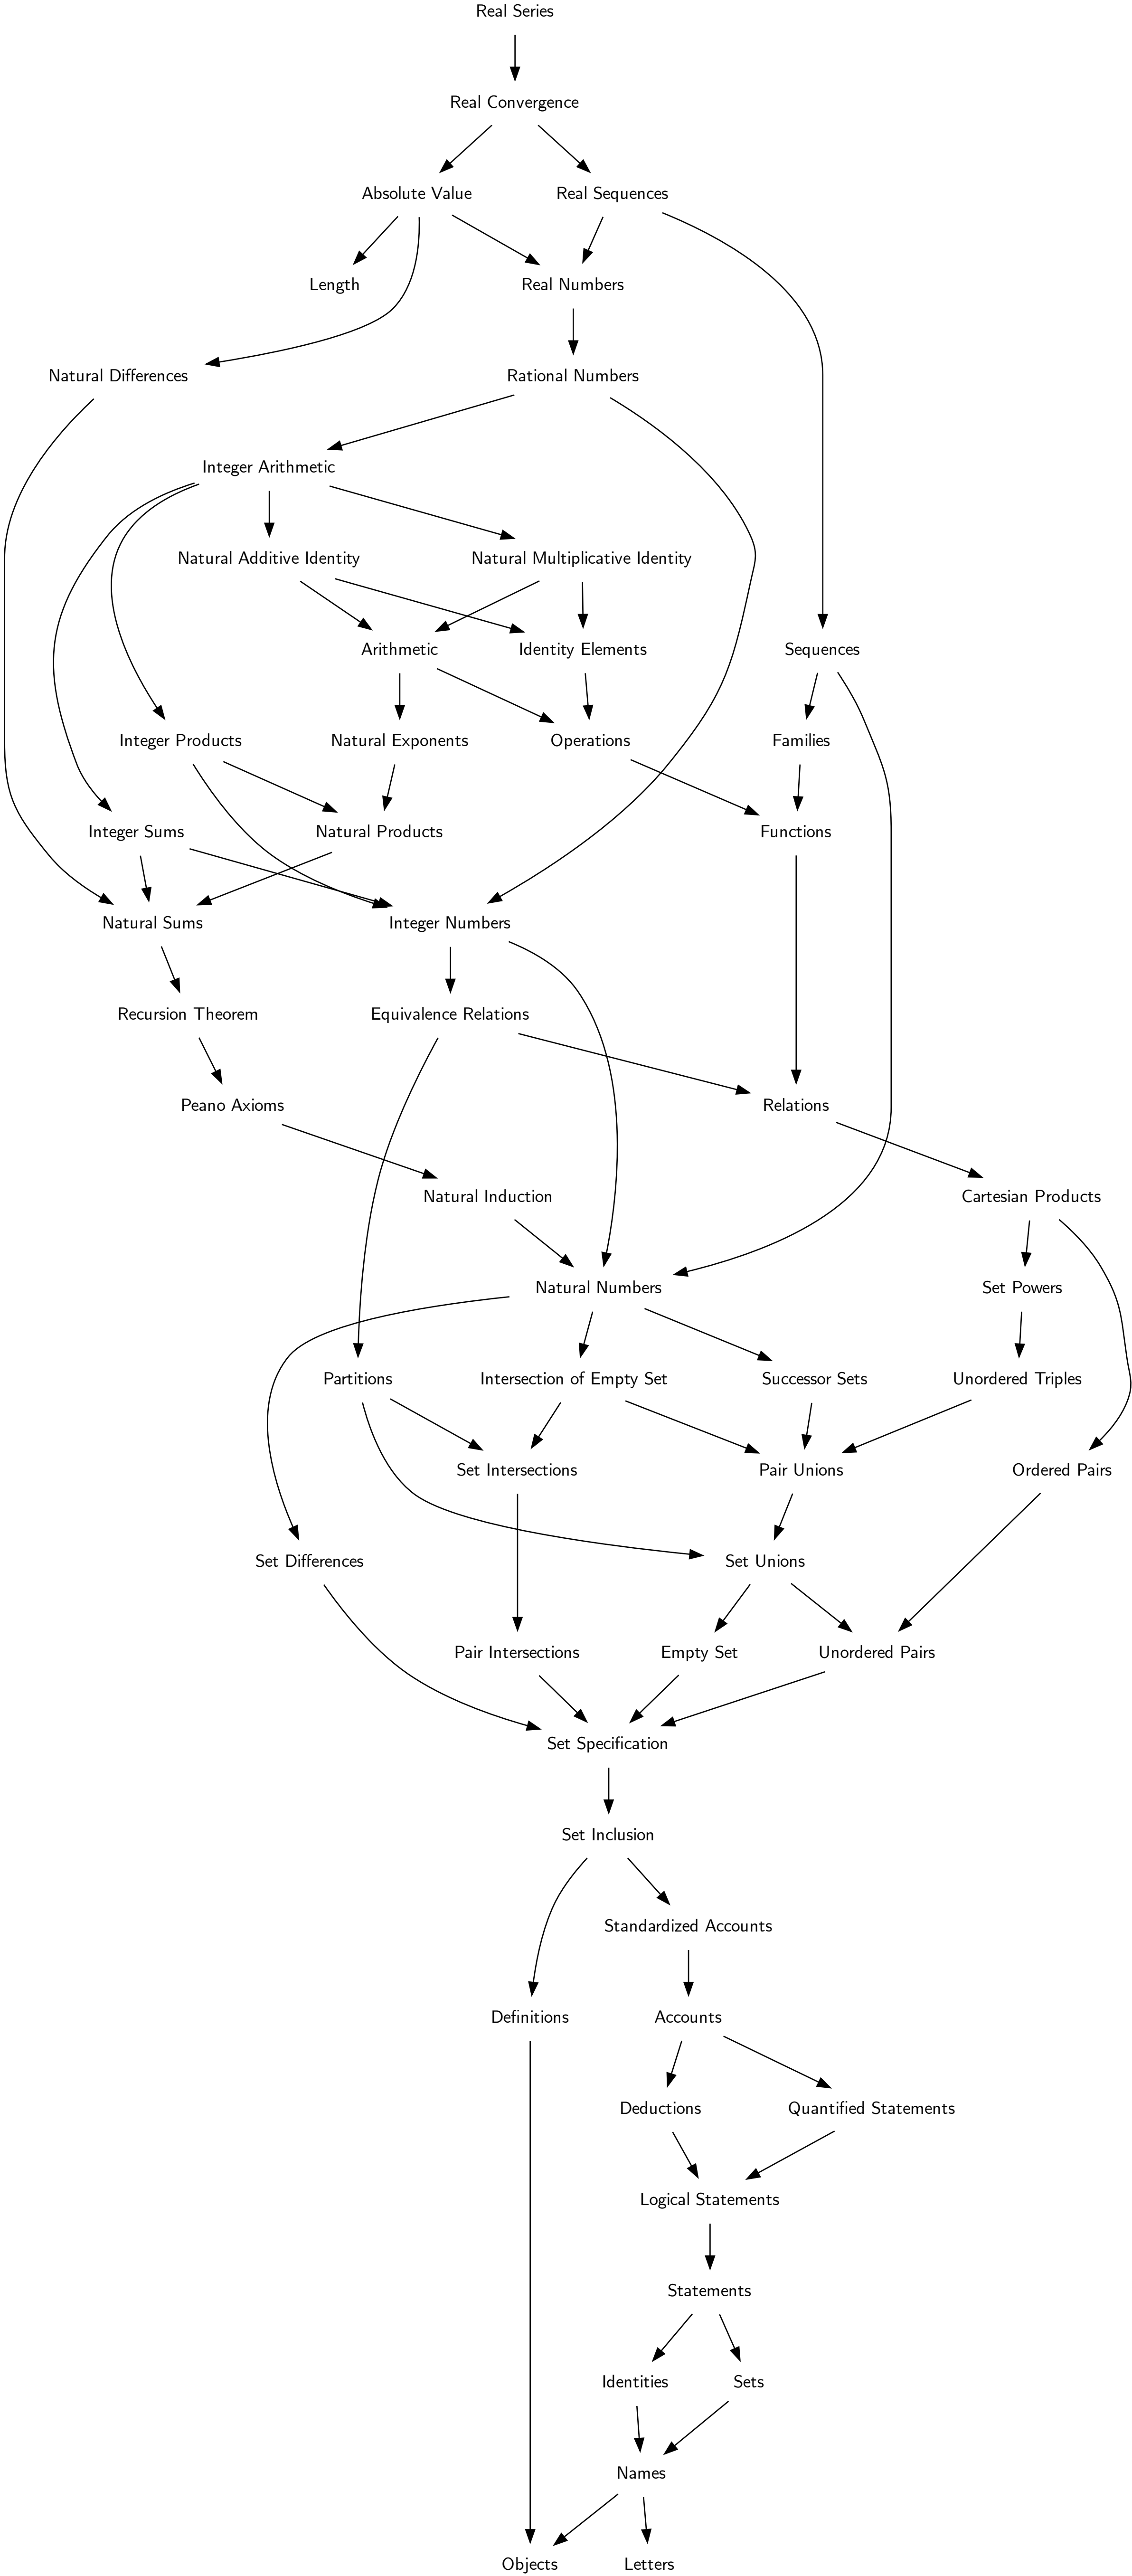 Real Series
Real Convergence
Absolute Value
Real Sequences
Length
Real Numbers
Natural Differences
Rational Numbers
Integer Arithmetic
Natural Additive Identity
Natural Multiplicative Identity
Arithmetic
Identity Elements
Sequences
Integer Products
Natural Exponents
Operations
Families
Integer Sums
Natural Products
Functions
Natural Sums
Integer Numbers
Recursion Theorem
Equivalence Relations
Peano Axioms
Relations
Natural Induction
Cartesian Products
Natural Numbers
Set Powers
Partitions
Intersection of Empty Set
Successor Sets
Unordered Triples
Set Intersections
Pair Unions
Ordered Pairs
Set Differences
Set Unions
Pair Intersections
Empty Set
Unordered Pairs
Set Specification
Set Inclusion
Standardized Accounts
Definitions
Accounts
Deductions
Quantified Statements
Logical Statements
Statements
Identities
Sets
Names
Objects
Letters